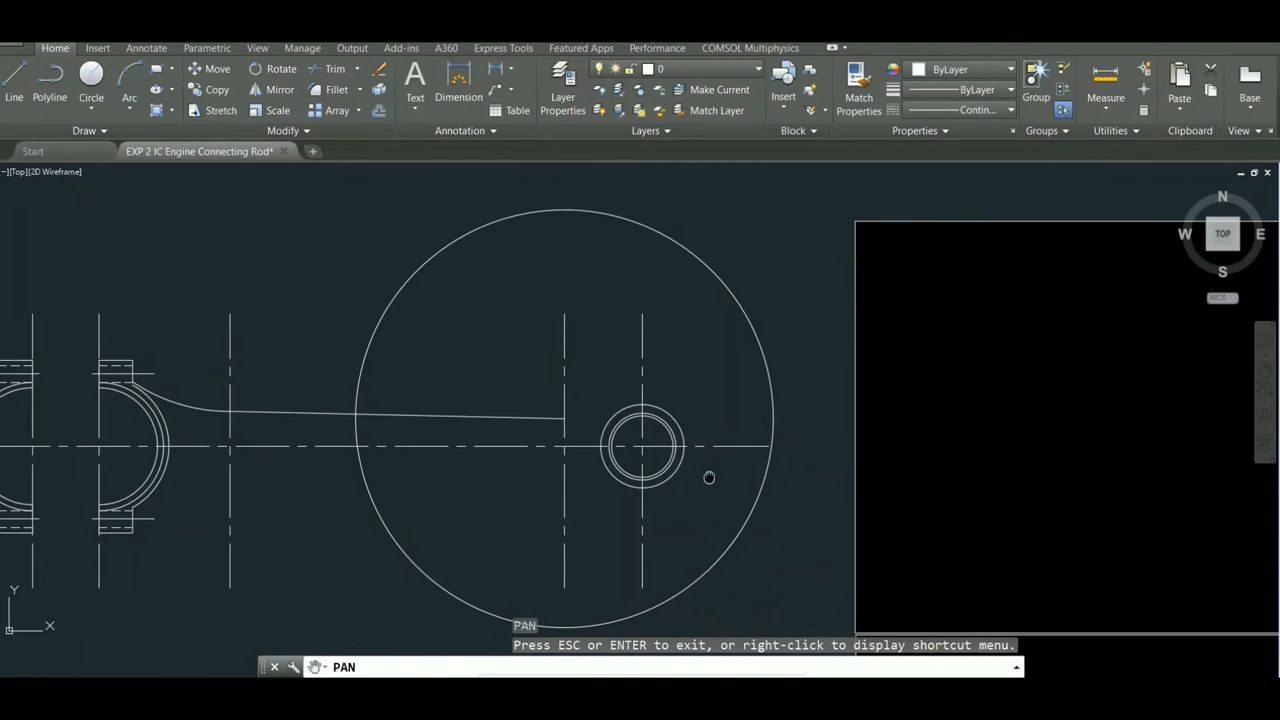 Home Insert Annotate Parametric View Manage Output Add-ins A360 Express Tools Featured Apps Performance COMSOL Multiphysics
Line Polyline Circle Arc
Move Rotate Trim
Copy Mirror Fillet
Stretch Scale Array
Text Dimension Table
Layer Properties
0
Make Current
Match Layer
Insert
Match Properties
ByLayer
ByLayer
Contin...
Group
Measure
Paste
Base
Draw Modify Annotation Layers Block Properties Groups Utilities Clipboard View
Start EXP 2 IC Engine Connecting Rod* +
[Top][2D Wireframe]
N
W TOP E
S
WCS
Y
X
PAN
Press ESC or ENTER to exit, or right-click to display shortcut menu.
PAN